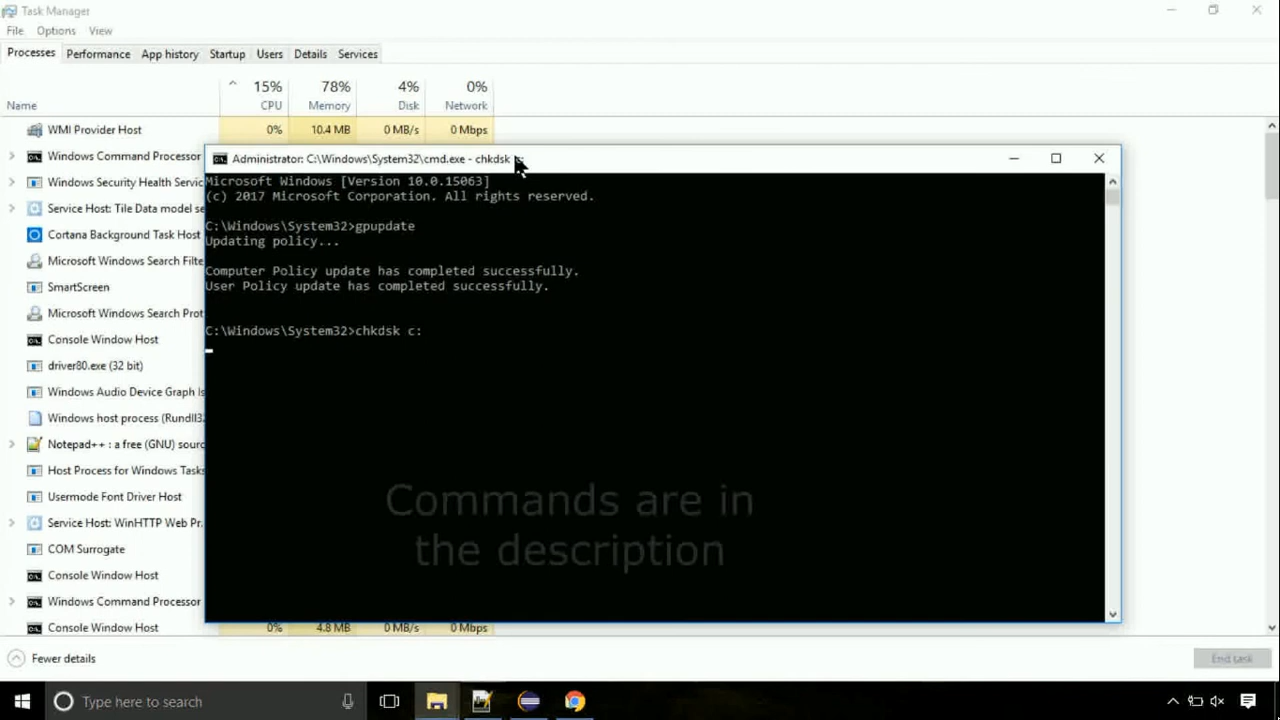 Task Manager
File Options View
Processes Performance App history Startup Users Details Services
15% 78% 4% 0%
Name CPU Memory Disk Network
WMI Provider Host 0% 10.4 MB 0 MB/s 0 Mbps
Windows Command Processor
Windows Security Health Servic
Service Host: Tile Data model se
Cortana Background Task Host
Microsoft Windows Search Filte
SmartScreen
Microsoft Windows Search Prot
Console Window Host
driver80.exe (32 bit)
Windows Audio Device Graph Is
Windows host process (Rundll32
Notepad++ : a free (GNU) sourc
Host Process for Windows Tasks
Usermode Font Driver Host
Service Host: WinHTTP Web Pr.
COM Surrogate
Console Window Host
Windows Command Processor
Console Window Host 0% 4.8 MB 0 MB/s 0 Mbps
Administrator: C:\Windows\System32\cmd.exe - chkdsk
Microsoft Windows [Version 10.0.15063]
(c) 2017 Microsoft Corporation. All rights reserved.
C:\Windows\System32>gpupdate
Updating policy...
Computer Policy update has completed successfully.
User Policy update has completed successfully.
C:\Windows\System32>chkdsk c:
Commands are in
the description
Fewer details
End task
Type here to search